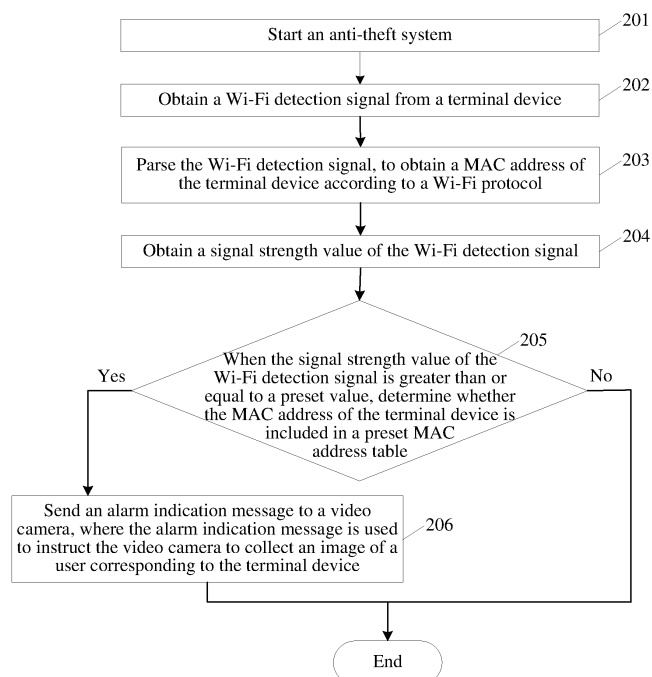 Start an anti-theft system
201
Obtain a Wi-Fi detection signal from a terminal device
202
Parse the Wi-Fi detection signal, to obtain a MAC address of
the terminal device according to a Wi-Fi protocol
203
Obtain a signal strength value of the Wi-Fi detection signal
204
205
When the signal strength value of the
Wi-Fi detection signal is greater than or
equal to a preset value, determine whether
the MAC address of the terminal device is
included in a preset MAC
address table
Yes
No
Send an alarm indication message to a video
camera, where the alarm indication message is used
to instruct the video camera to collect an image of a
user corresponding to the terminal device
206
End